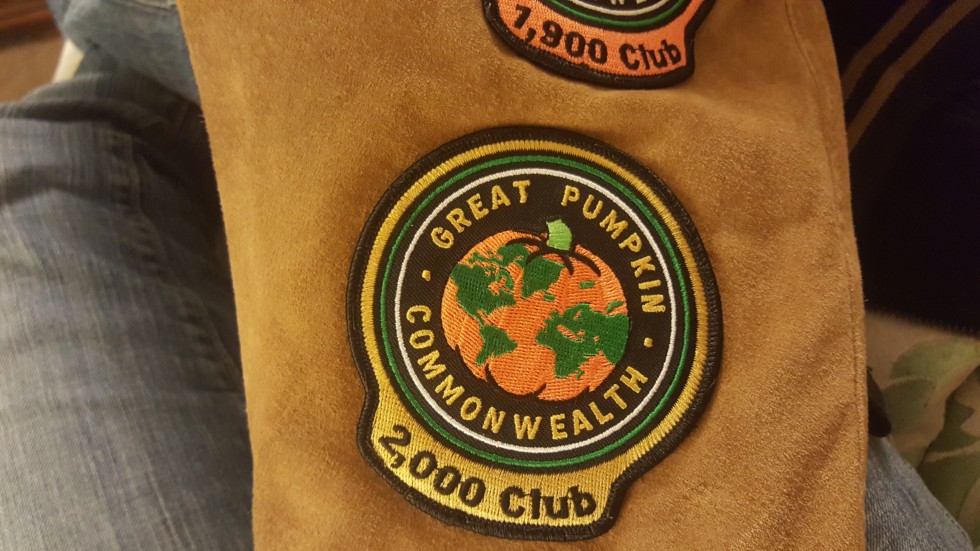 1,900 Club
GREAT PUMPKIN
COMMONWEALTH
2,000 Club